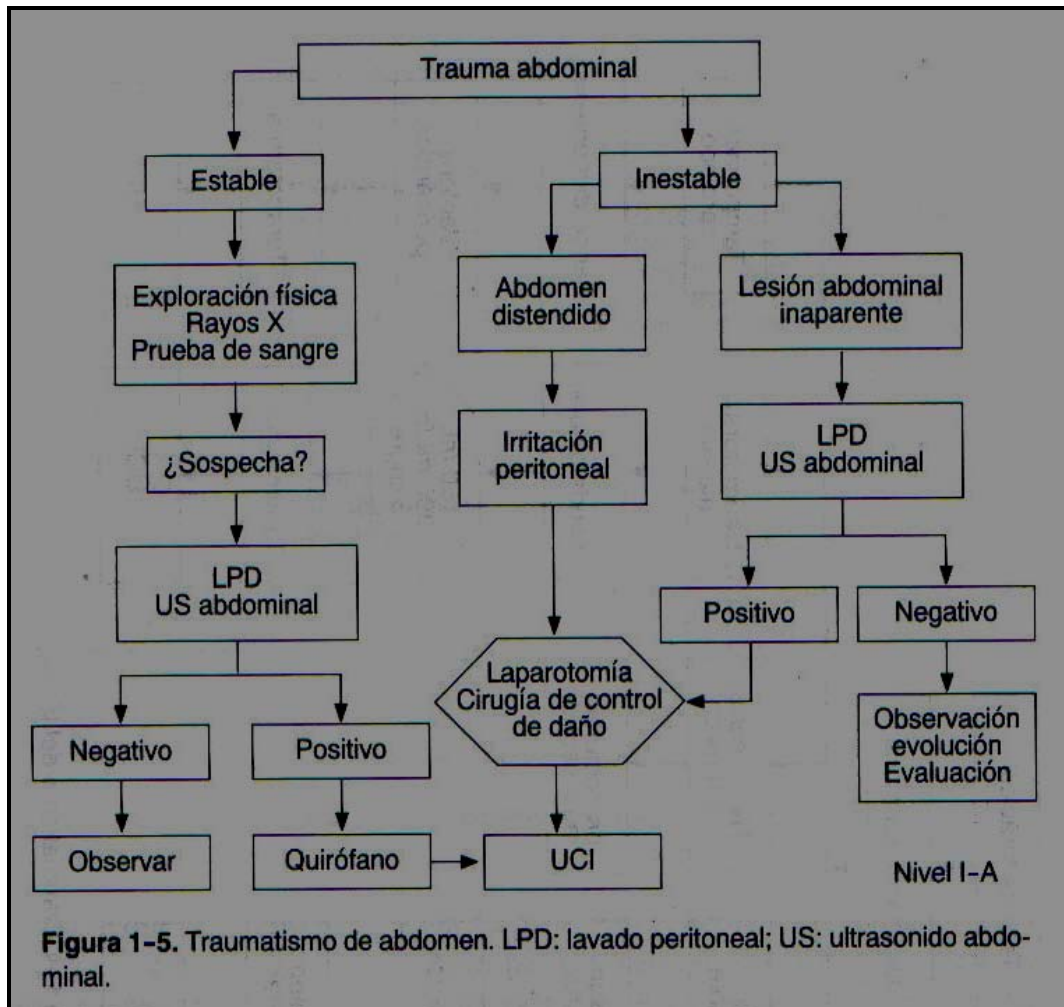 Trauma abdominal
Estable
Inestable
Exploración física
Rayos X
Prueba de sangre
Abdomen
distendido
Lesión abdominal
inaparente
¿Sospecha?
Irritación
peritoneal
LPD
US abdominal
LPD
US abdominal
Positivo
Negativo
Laparotomía
Cirugía de control
de daño
Negativo
Positivo
Observación
evolución
Evaluación
Observar
Quirófano
UCI
Nivel I-A
Figura 1-5. Traumatismo de abdomen. LPD: lavado peritoneal; US: ultrasonido abdo-
minal.